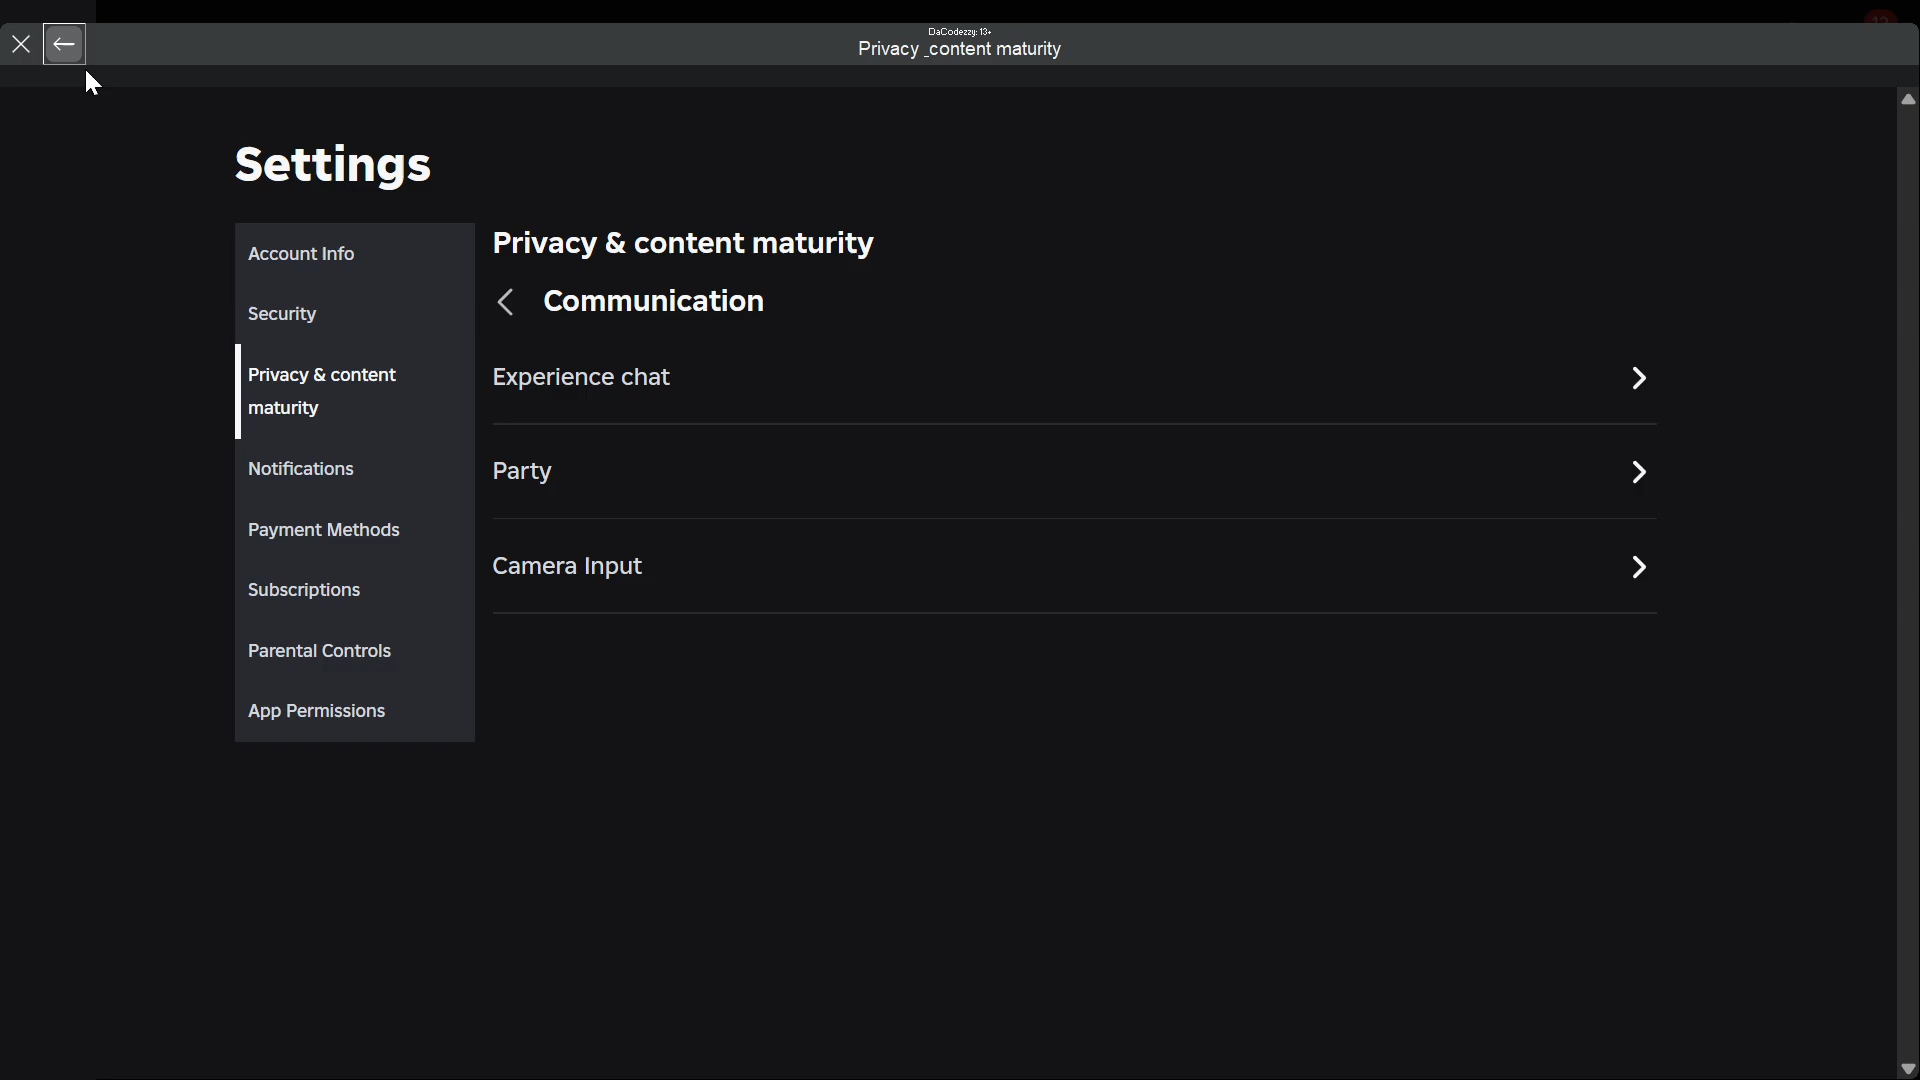 DaCodezzy: 13+
Privacy _content maturity
Settings
Account Info
Security
Privacy & content
maturity
Notifications
Payment Methods
Subscriptions
Parental Controls
App Permissions
Privacy & content maturity
Communication
Experience chat
Party
Camera Input